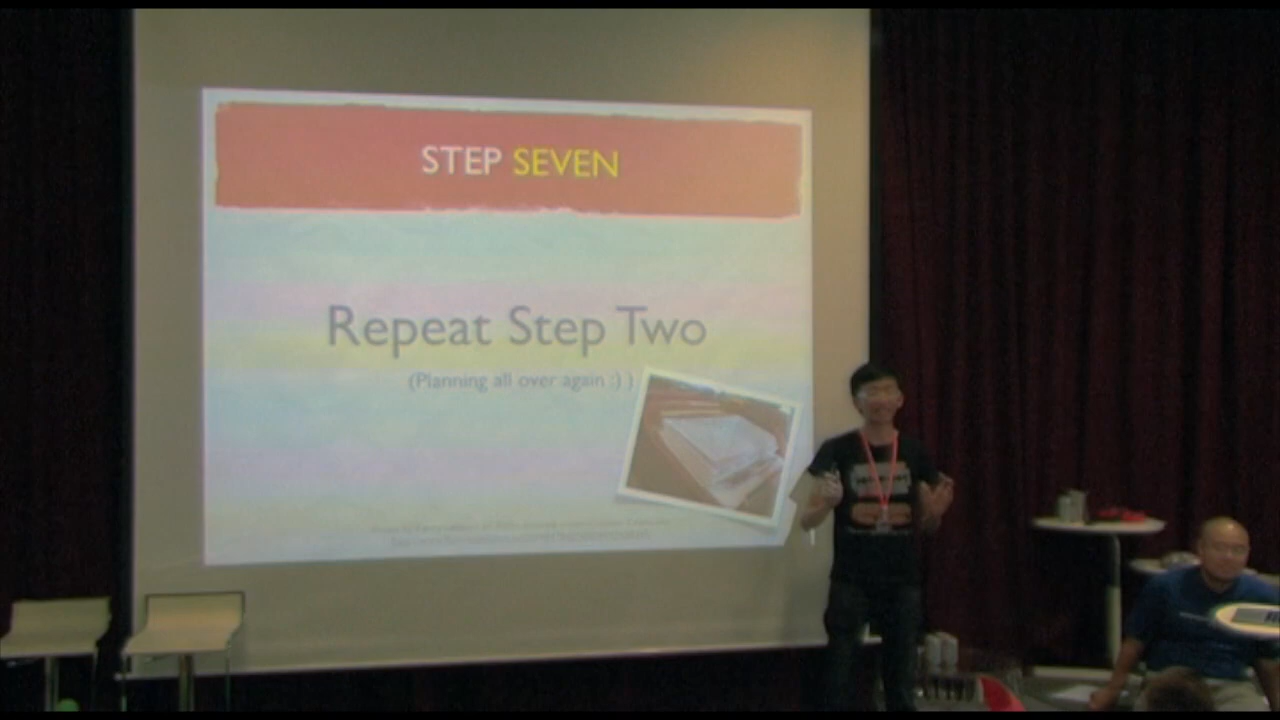 STEP SEVEN
Repeat Step Two
(Planning all over again :) )